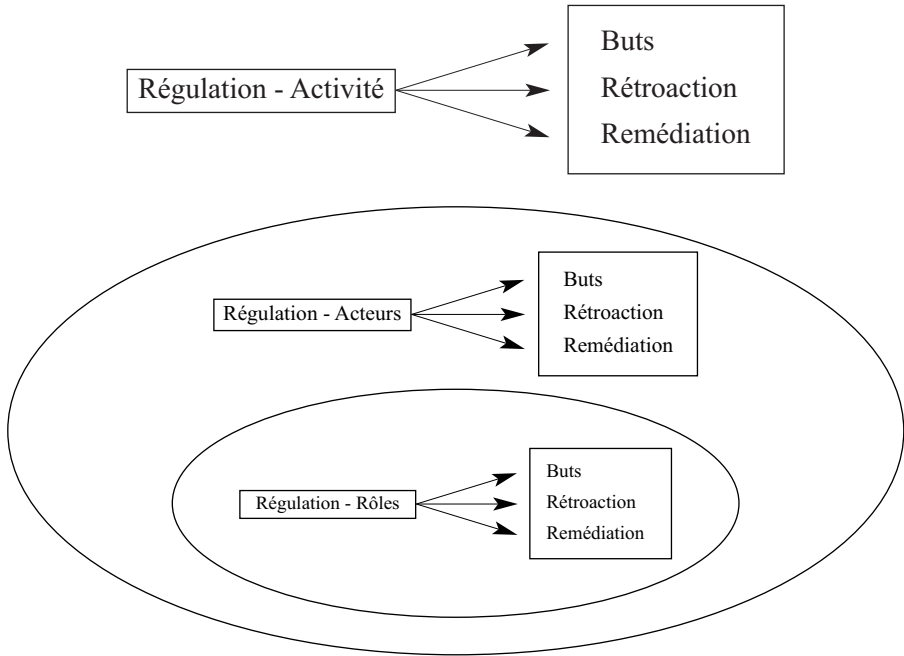 Régulation - Activité
Buts
Rétroaction
Remédiation
Régulation - Acteurs
Buts
Rétroaction
Remédiation
Régulation - Rôles
Buts
Rétroaction
Remédiation